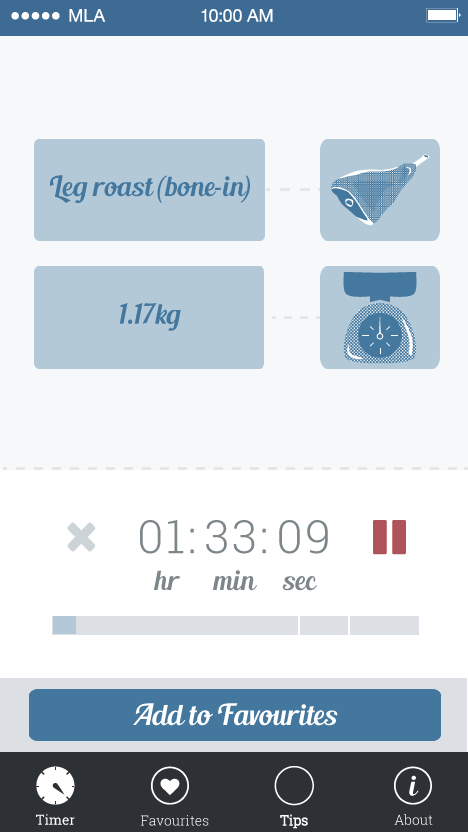 MLA 10:00 AM
Leg roast (bone-in)
1.17kg
01:33:09
hr min sec
Add to Favourites
Timer Favourites Tips i About